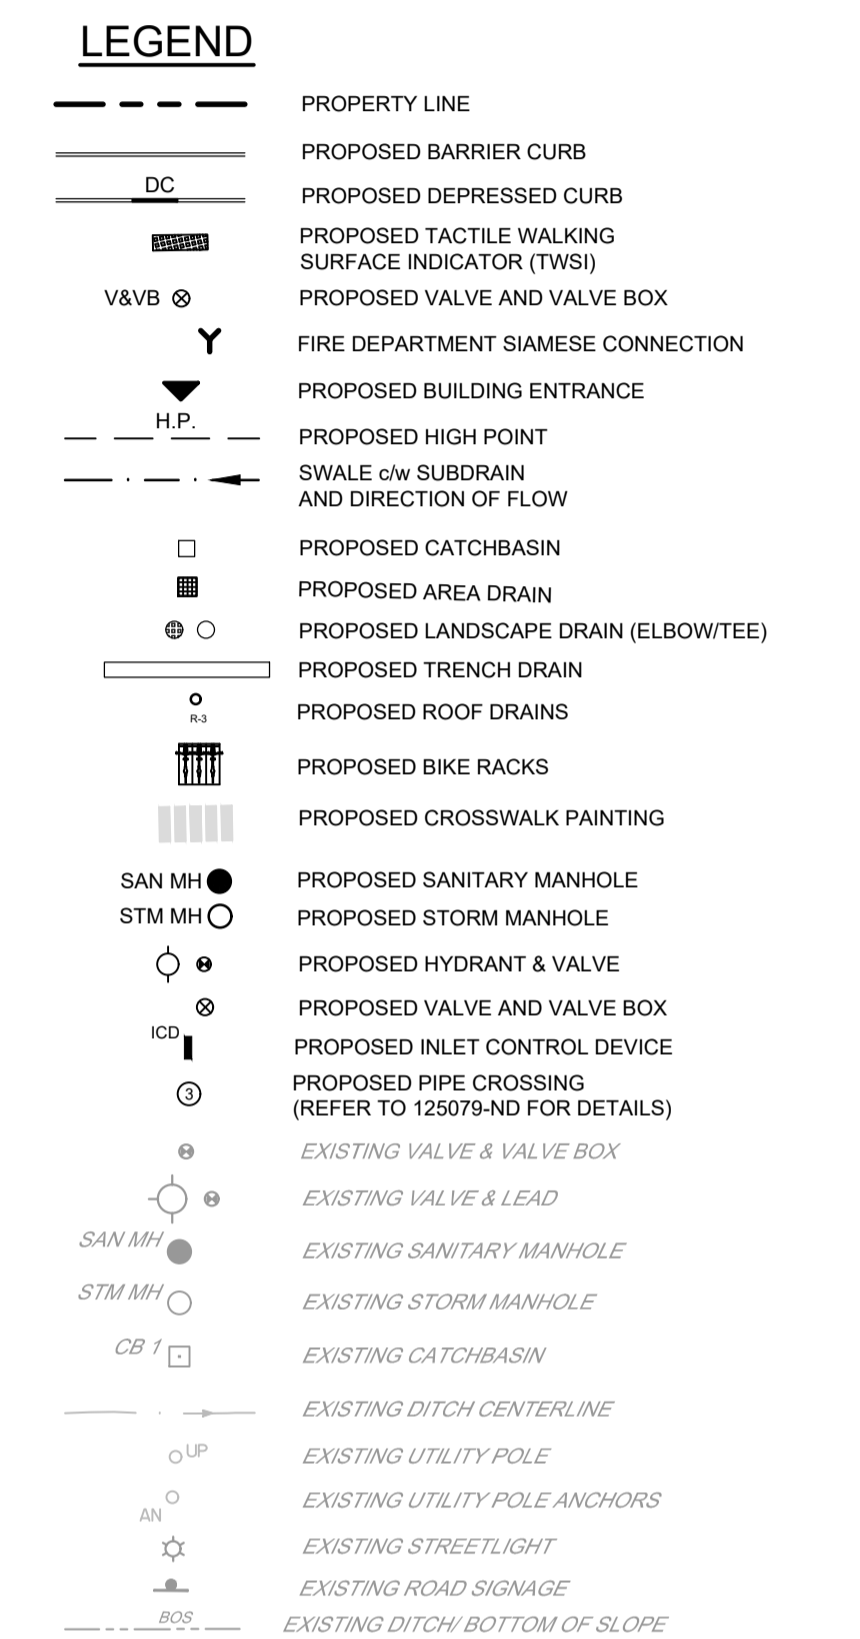 LEGEND
PROPERTY LINE
PROPOSED BARRIER CURB
DC
PROPOSED DEPRESSED CURB
PROPOSED TACTILE WALKING
SURFACE INDICATOR (TWSI)
V&VB PROPOSED VALVE AND VALVE BOX
FIRE DEPARTMENT SIAMESE CONNECTION
PROPOSED BUILDING ENTRANCE
H.P.
PROPOSED HIGH POINT
SWALE c/w SUBDRAIN
AND DIRECTION OF FLOW
PROPOSED CATCHBASIN
PROPOSED AREA DRAIN
PROPOSED LANDSCAPE DRAIN (ELBOW/TEE)
PROPOSED TRENCH DRAIN
R-3
PROPOSED ROOF DRAINS
PROPOSED BIKE RACKS
PROPOSED CROSSWALK PAINTING
SAN MH PROPOSED SANITARY MANHOLE
STM MH PROPOSED STORM MANHOLE
PROPOSED HYDRANT & VALVE
PROPOSED VALVE AND VALVE BOX
ICD
PROPOSED INLET CONTROL DEVICE
3 PROPOSED PIPE CROSSING
(REFER TO 125079-ND FOR DETAILS)
EXISTING VALVE & VALVE BOX
EXISTING VALVE & LEAD
SAN MH EXISTING SANITARY MANHOLE
STM MH EXISTING STORM MANHOLE
CB 1 EXISTING CATCHBASIN
EXISTING DITCH CENTERLINE
UP EXISTING UTILITY POLE
AN EXISTING UTILITY POLE ANCHORS
EXISTING STREETLIGHT
EXISTING ROAD SIGNAGE
BOS EXISTING DITCH/ BOTTOM OF SLOPE